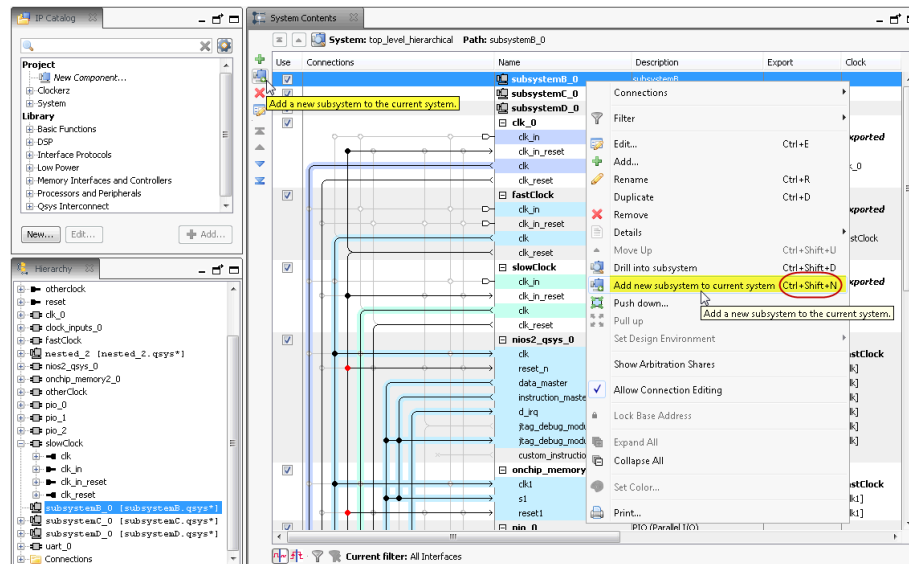 IP Catalog
Project
New Component...
Clockerz
System
Library
Basic Functions
DSP
Interface Protocols
Low Power
Memory Interfaces and Controllers
Processors and Peripherals
Qsys Interconnect
New... Edit... Add...
Hierarchy
otherclock
reset
clk_0
clock_inputs_0
fastClock
nested_2 [nested_2.qsys*]
nios2_qsys_0
onchip_memory2_0
otherClock
pio_0
pio_1
pio_2
slowClock
clk
clk_in
clk_in_reset
clk_reset
subsystemB_0 [subsystemB.qsys*]
subsystemC_0 [subsystemC.qsys*]
subsystemD_0 [subsystemD.qsys*]
uart_0
Connections
System Contents
System: top_level_hierarchical Path: subsystemB_0
Use Connections Name Description Export Clock
subsystemB_0 subsystemB
subsystemC_0
Add a new subsystem to the current system.
subsystemD_0
clk_0
clk_in xported
clk_in_reset
clk k_0
clk_reset
fastClock
clk_in xported
clk_in_reset
clk stClock
clk_reset
slowClock
clk_in xported
clk_in_reset
clk
clk_reset
nios2_qsys_0
clk astClock
reset_n lk]
data_master lk]
instruction_maste lk]
d_irq lk]
jtag_debug_modu lk]
jtag_debug_modu lk]
custom_instructio
onchip_memory
clk1 astClock
s1 lk1]
reset1 lk1]
pio_0 PIO (Parallel I/O)
Current filter: All Interfaces
Connections
Filter
Edit... Ctrl+E
Add...
Rename Ctrl+R
Duplicate Ctrl+D
Remove
Details
Move Up Ctrl+Shift+U
Drill into subsystem Ctrl+Shift+D
Add new subsystem to current system Ctrl+Shift+N
Push down...
Add a new subsystem to the current system.
Pull up
Set Design Environment
Show Arbitration Shares
Allow Connection Editing
Lock Base Address
Expand All
Collapse All
Set Color...
Print...